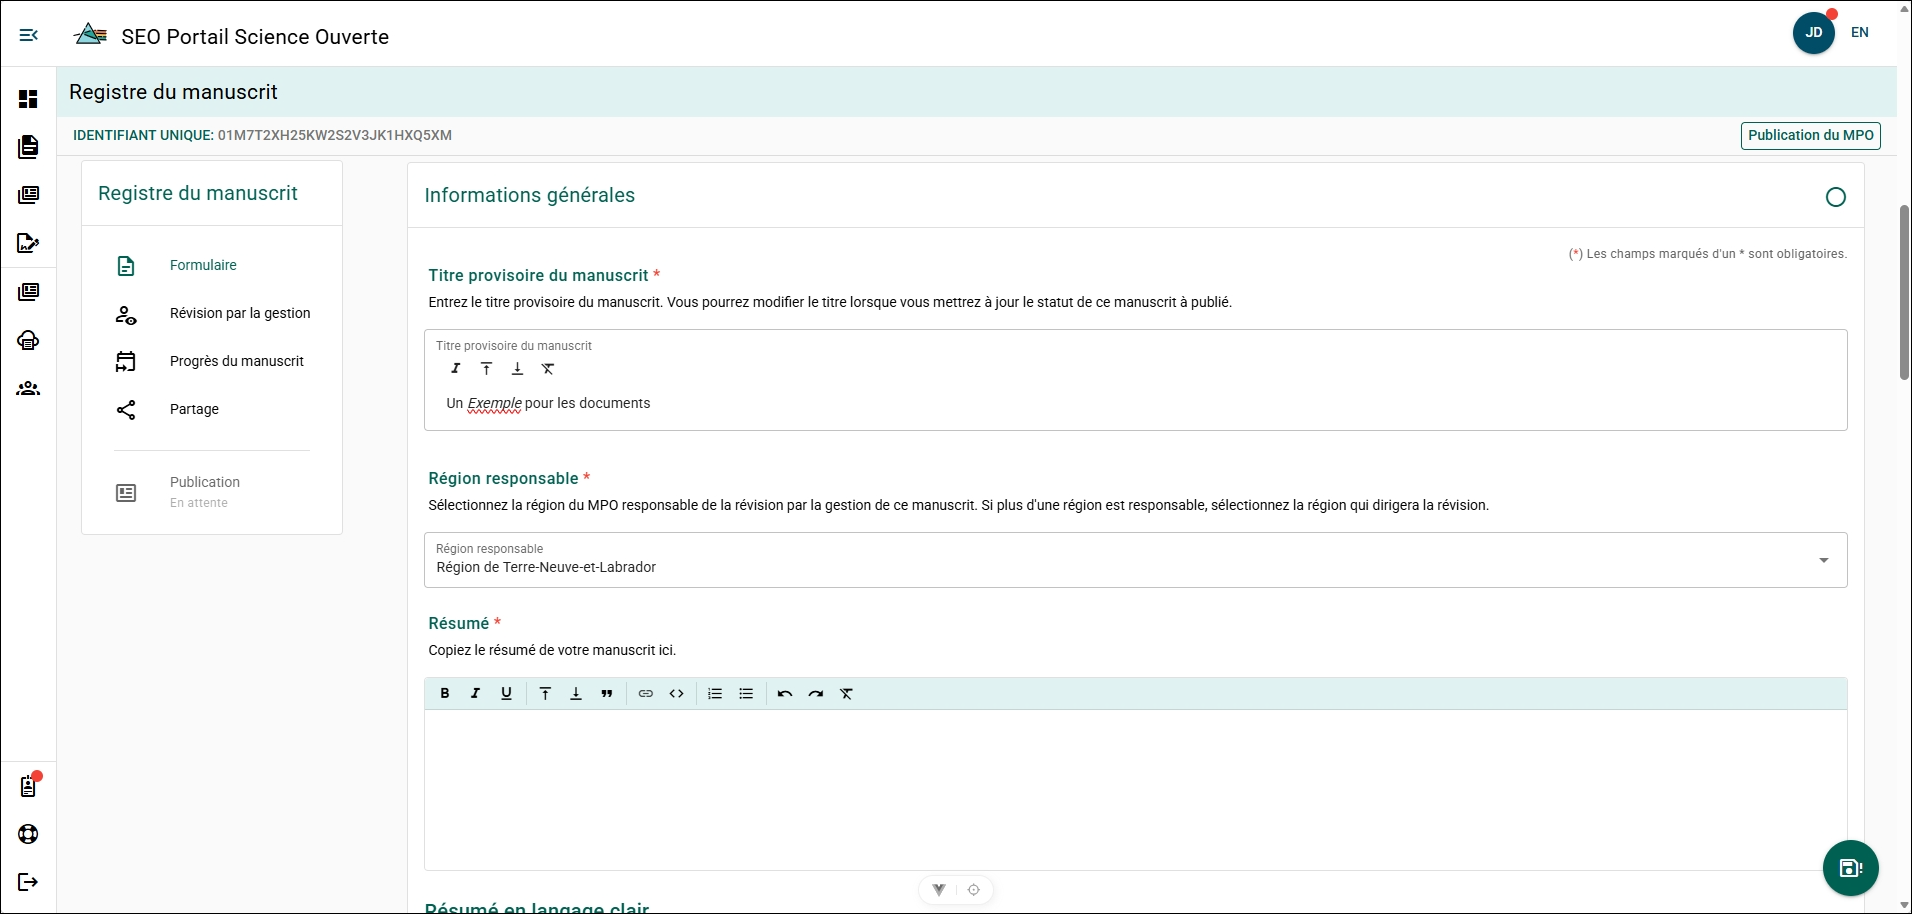 SEO Portail Science Ouverte
JD
EN
Registre du manuscrit
IDENTIFIANT UNIQUE: 01M7T2XH25KW2S2V3JK1HXQ5XM
Publication du MPO
Registre du manuscrit
Formulaire
Révision par la gestion
Progrès du manuscrit
Partage
Publication
En attente
Informations générales
(*) Les champs marqués d'un * sont obligatoires.
Titre provisoire du manuscrit *
Entrez le titre provisoire du manuscrit. Vous pourrez modifier le titre lorsque vous mettrez à jour le statut de ce manuscrit à publié.
Titre provisoire du manuscrit
Un Exemple pour les documents
Région responsable *
Sélectionnez la région du MPO responsable de la révision par la gestion de ce manuscrit. Si plus d'une région est responsable, sélectionnez la région qui dirigera la révision.
Région responsable
Région de Terre-Neuve-et-Labrador
Résumé *
Copiez le résumé de votre manuscrit ici.
Résumé en langage clair